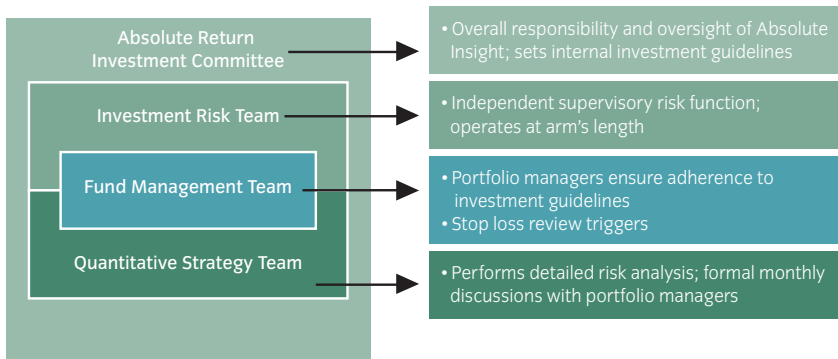 Absolute Return
Investment Committee
• Overall responsibility and oversight of Absolute
Insight; sets internal investment guidelines
Investment Risk Team
• Independent supervisory risk function;
operates at arm's length
Fund Management Team
• Portfolio managers ensure adherence to
investment guidelines
• Stop loss review triggers
Quantitative Strategy Team
• Performs detailed risk analysis; formal monthly
discussions with portfolio managers